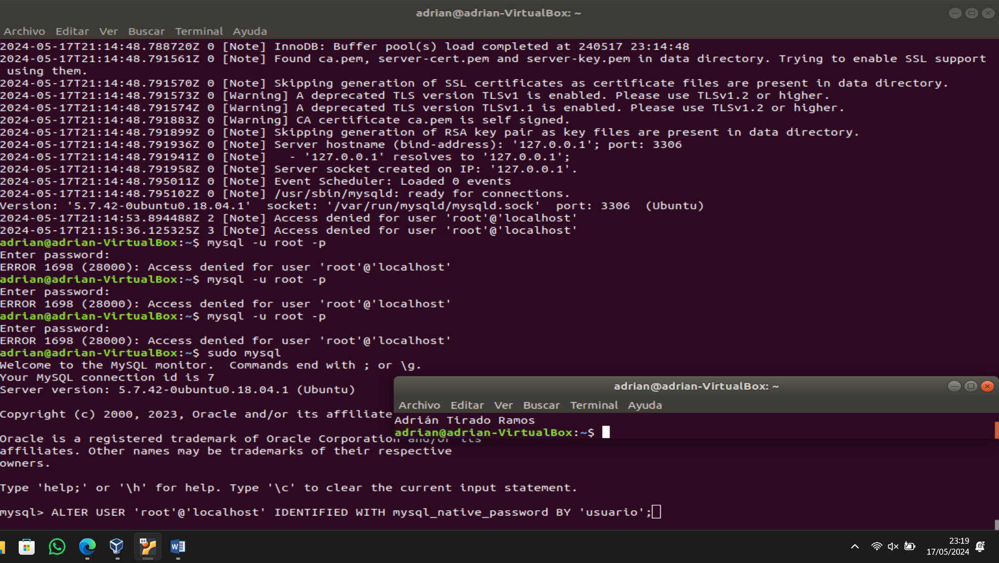 adrian@adrian-VirtualBox: ~
Archivo Editar Ver Buscar Terminal Ayuda
2024-05-17T21:14:48.788720Z 0 [Note] InnoDB: Buffer pool(s) load completed at 240517 23:14:48
2024-05-17T21:14:48.791561Z 0 [Note] Found ca.pem, server-cert.pem and server-key.pem in data directory. Trying to enable SSL support
 using them.
2024-05-17T21:14:48.791570Z 0 [Note] Skipping generation of SSL certificates as certificate files are present in data directory.
2024-05-17T21:14:48.791573Z 0 [Warning] A deprecated TLS version TLSv1 is enabled. Please use TLSv1.2 or higher.
2024-05-17T21:14:48.791574Z 0 [Warning] A deprecated TLS version TLSv1.1 is enabled. Please use TLSv1.2 or higher.
2024-05-17T21:14:48.791883Z 0 [Warning] CA certificate ca.pem is self signed.
2024-05-17T21:14:48.791899Z 0 [Note] Skipping generation of RSA key pair as key files are present in data directory.
2024-05-17T21:14:48.791936Z 0 [Note] Server hostname (bind-address): '127.0.0.1'; port: 3306
2024-05-17T21:14:48.791941Z 0 [Note]   - '127.0.0.1' resolves to '127.0.0.1';
2024-05-17T21:14:48.791958Z 0 [Note] Server socket created on IP: '127.0.0.1'.
2024-05-17T21:14:48.795011Z 0 [Note] Event Scheduler: Loaded 0 events
2024-05-17T21:14:48.795102Z 0 [Note] /usr/sbin/mysqld: ready for connections.
Version: '5.7.42-0ubuntu0.18.04.1'  socket: '/var/run/mysqld/mysqld.sock'  port: 3306  (Ubuntu)
2024-05-17T21:14:53.894488Z 2 [Note] Access denied for user 'root'@'localhost'
2024-05-17T21:15:36.125325Z 3 [Note] Access denied for user 'root'@'localhost'
adrian@adrian-VirtualBox:~$ mysql -u root -p
Enter password:
ERROR 1698 (28000): Access denied for user 'root'@'localhost'
adrian@adrian-VirtualBox:~$ mysql -u root -p
Enter password:
ERROR 1698 (28000): Access denied for user 'root'@'localhost'
adrian@adrian-VirtualBox:~$ mysql -u root -p
Enter password:
ERROR 1698 (28000): Access denied for user 'root'@'localhost'
adrian@adrian-VirtualBox:~$ sudo mysql
Welcome to the MySQL monitor.  Commands end with ; or \g.
Your MySQL connection id is 7
Server version: 5.7.42-0ubuntu0.18.04.1 (Ubuntu)
Copyright (c) 2000, 2023, Oracle and/or its affiliate
Oracle is a registered trademark of Oracle Corporation and/or its
affiliates. Other names may be trademarks of their respective
owners.
Type 'help;' or '\h' for help. Type '\c' to clear the current input statement.
mysql> ALTER USER 'root'@'localhost' IDENTIFIED WITH mysql_native_password BY 'usuario';
adrian@adrian-VirtualBox: ~
Archivo Editar Ver Buscar Terminal Ayuda
Adrián Tirado Ramos
adrian@adrian-VirtualBox:~$
64
W
23:19
17/05/2024